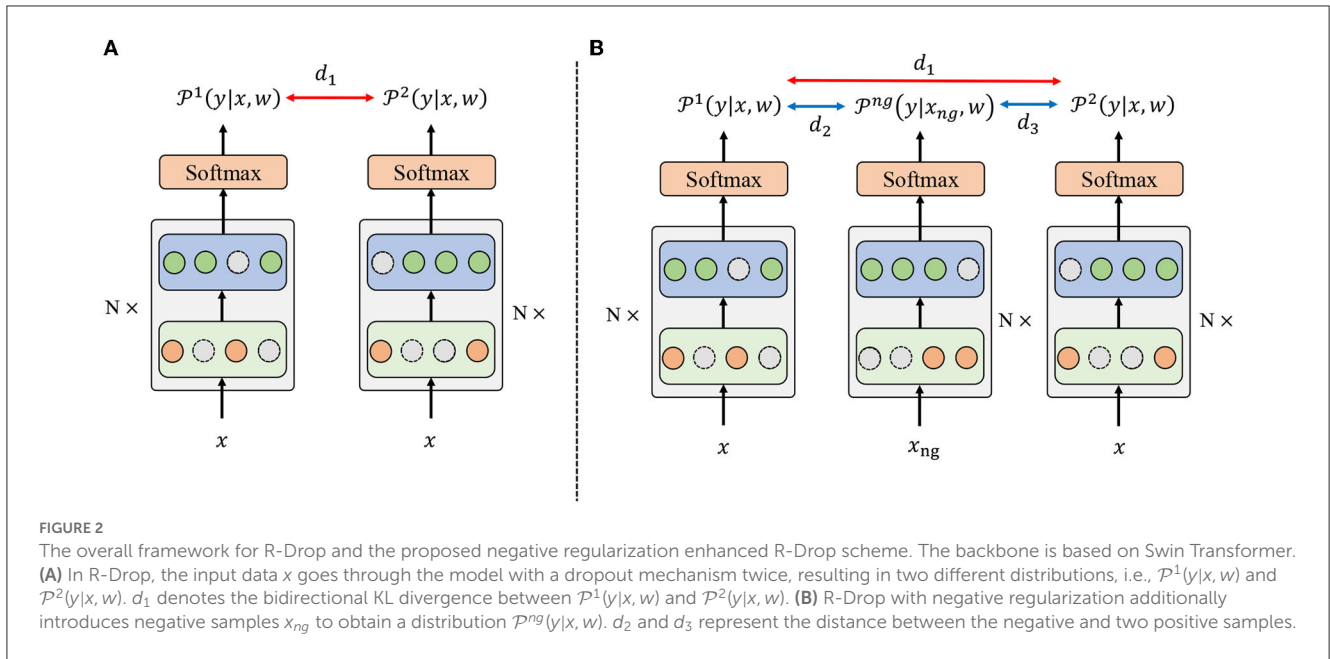 A
B
d₁
d₁
𝒫¹(y|x, w)
𝒫²(y|x, w)
𝒫¹(y|x, w)
𝒫ⁿᵍ(y|xₙg, w)
𝒫²(y|x, w)
d₂
d₃
Softmax
Softmax
Softmax
Softmax
Softmax
N ×
N ×
N ×
N ×
N ×
x
x
x
x_ng
x
FIGURE 2
The overall framework for R-Drop and the proposed negative regularization enhanced R-Drop scheme. The backbone is based on Swin Transformer.
(A) In R-Drop, the input data x goes through the model with a dropout mechanism twice, resulting in two different distributions, i.e., 𝒫¹(y|x, w) and
𝒫²(y|x, w). d₁ denotes the bidirectional KL divergence between 𝒫¹(y|x, w) and 𝒫²(y|x, w). (B) R-Drop with negative regularization additionally
introduces negative samples x_ng to obtain a distribution 𝒫ⁿᵍ(y|x, w). d₂ and d₃ represent the distance between the negative and two positive samples.